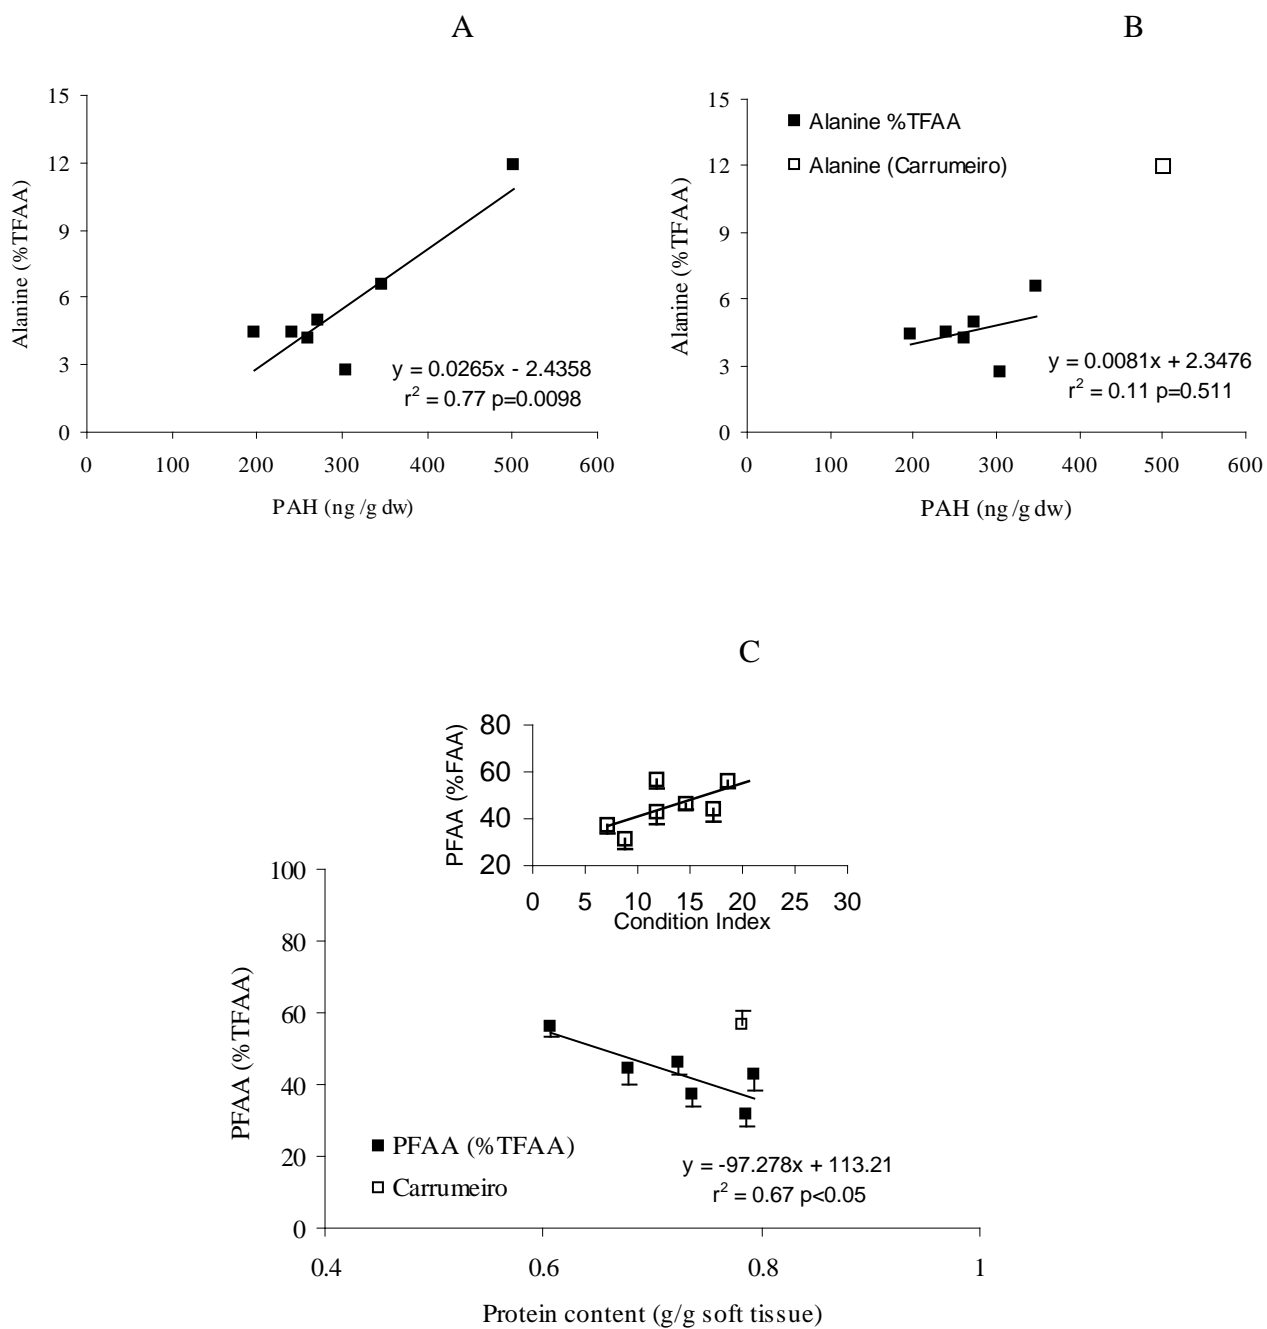 A
B
15
12
9
6
3
0
Alanine (%TFAA)
y = 0.0265x - 2.4358
r² = 0.77 p=0.0098
0 100 200 300 400 500 600
PAH (ng /g dw)
15
12
9
6
3
0
Alanine (%TFAA)
Alanine %TFAA
Alanine (Carrumeiro)
y = 0.0081x + 2.3476
r² = 0.11 p=0.511
0 100 200 300 400 500 600
PAH (ng /g dw)
C
80
60
40
20
PFAA (%FAA)
0 5 10 15 20 25 30
Condition Index
100
80
60
40
20
0
PFAA (%TFAA)
PFAA (%TFAA)
Carrumeiro
y = -97.278x + 113.21
r² = 0.67 p<0.05
0.4 0.6 0.8 1
Protein content (g/g soft tissue)